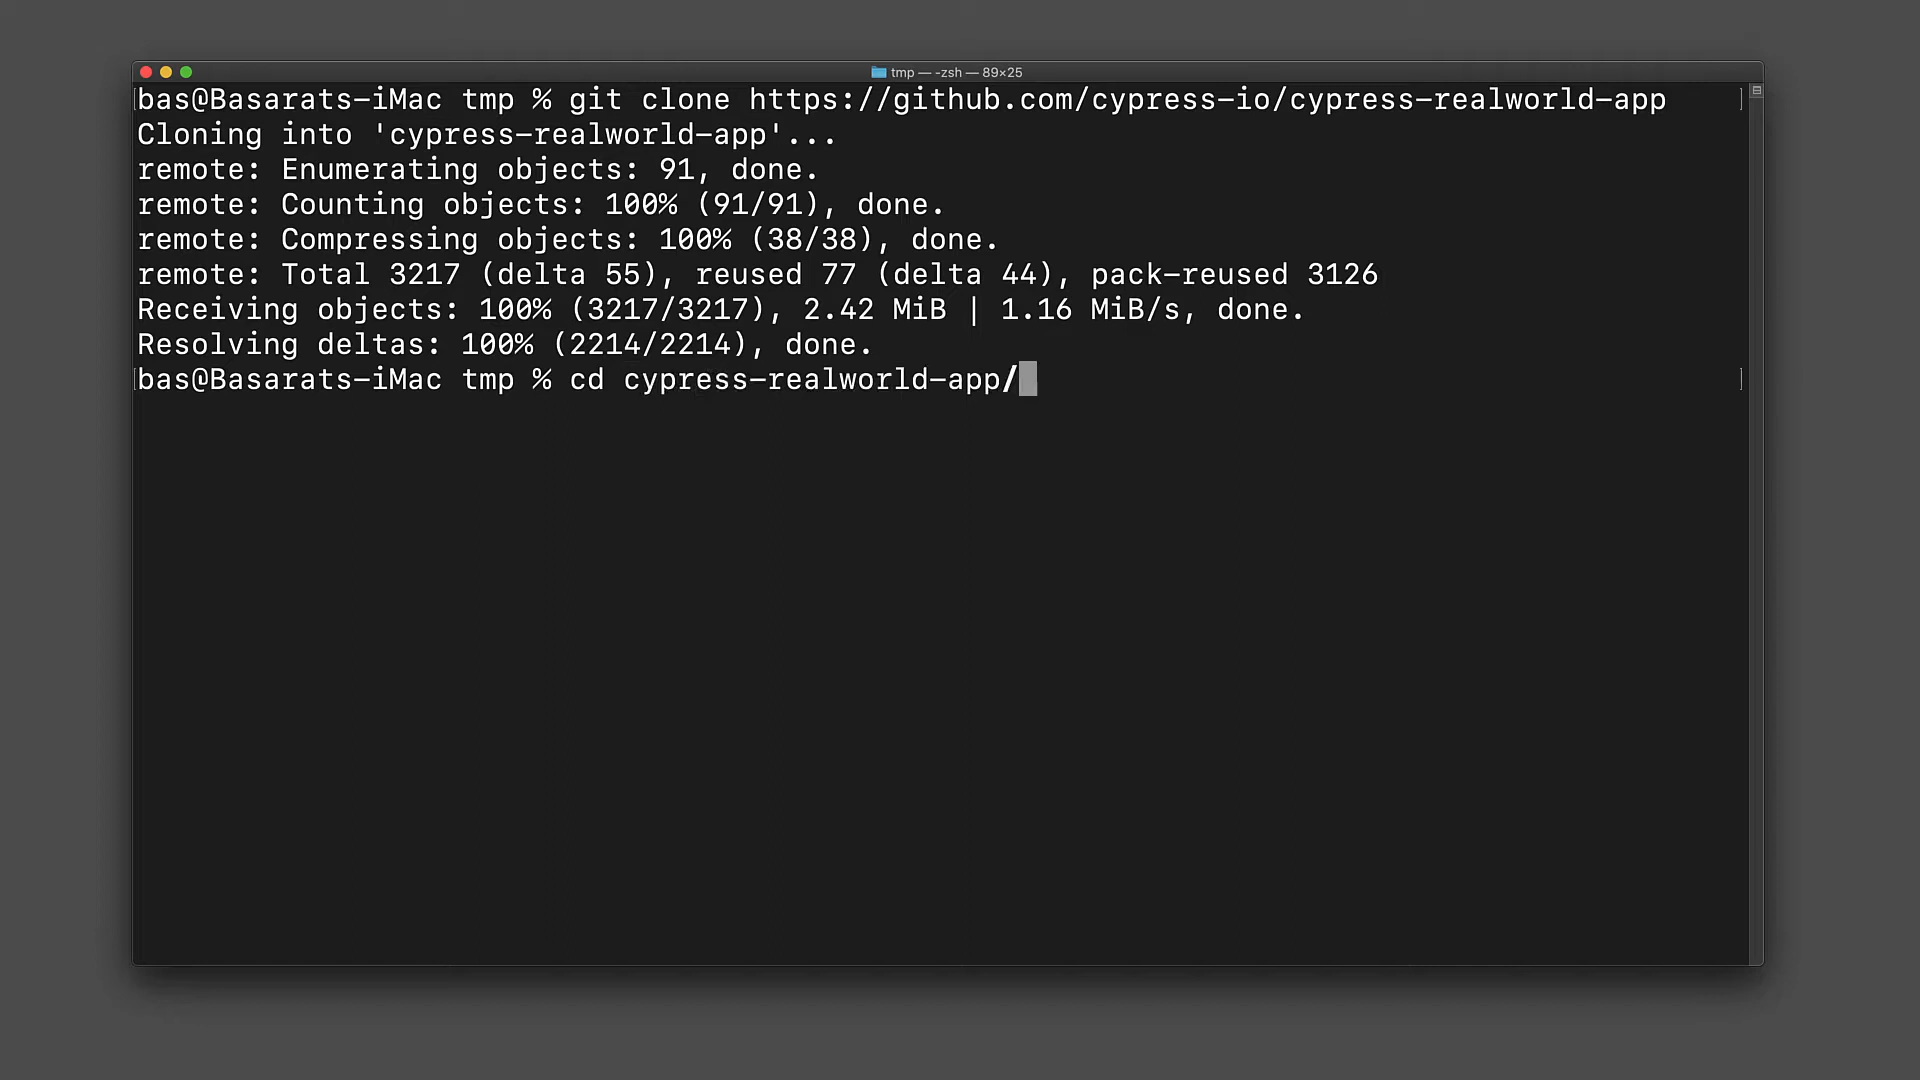 tmp — -zsh — 89×25
bas@Basarats-iMac tmp % git clone https://github.com/cypress-io/cypress-realworld-app
Cloning into 'cypress-realworld-app'...
remote: Enumerating objects: 91, done.
remote: Counting objects: 100% (91/91), done.
remote: Compressing objects: 100% (38/38), done.
remote: Total 3217 (delta 55), reused 77 (delta 44), pack-reused 3126
Receiving objects: 100% (3217/3217), 2.42 MiB | 1.16 MiB/s, done.
Resolving deltas: 100% (2214/2214), done.
bas@Basarats-iMac tmp % cd cypress-realworld-app/